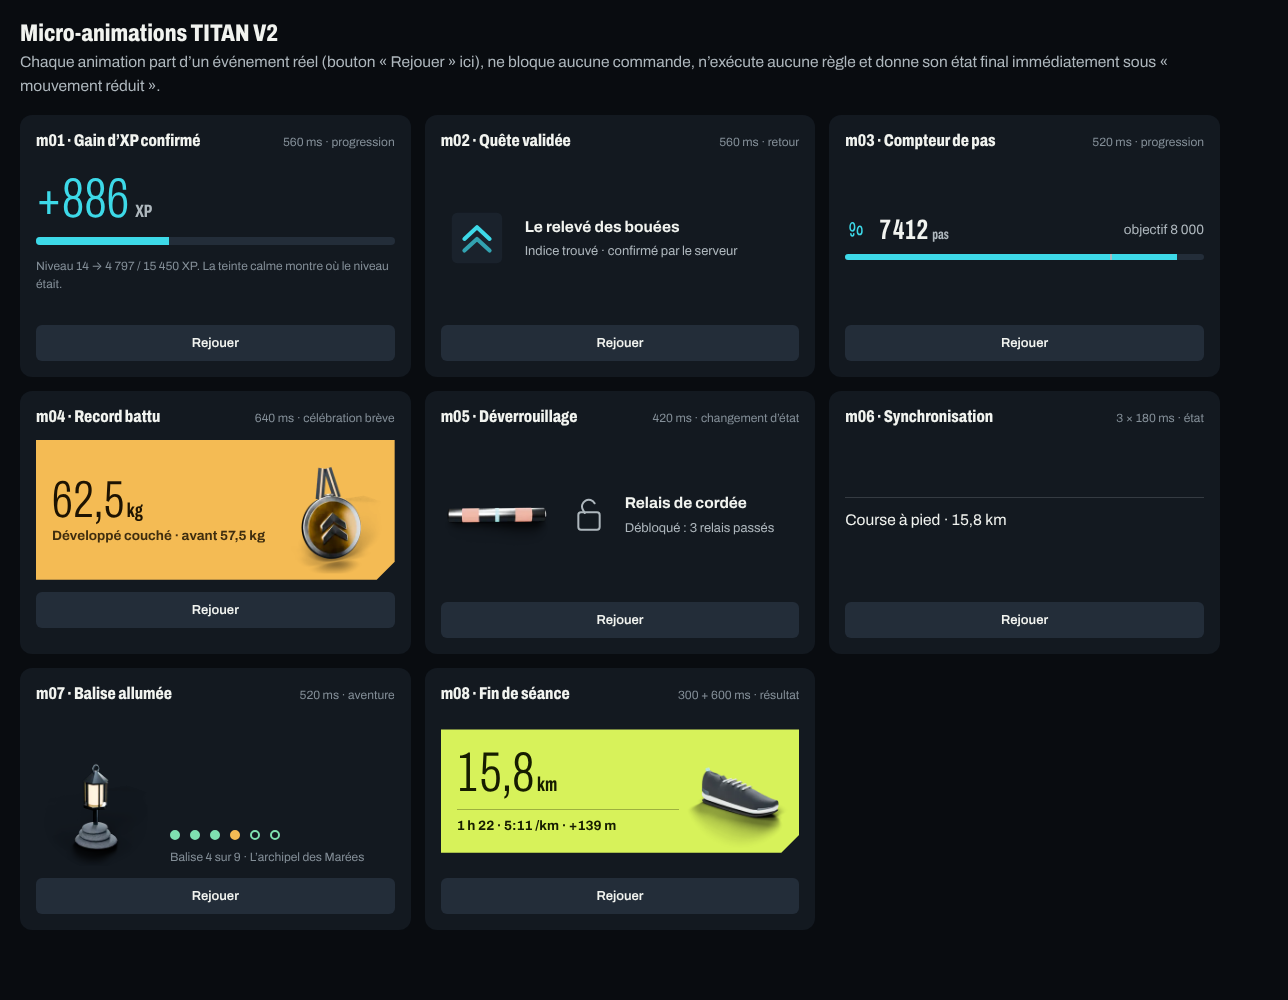 Micro-animations TITAN V2
Chaque animation part d’un événement réel (bouton « Rejouer » ici), ne bloque aucune commande, n’exécute aucune règle et donne son état final immédiatement sous «
mouvement réduit ».
m01 · Gain d’XP confirmé
560 ms · progression
+886 XP
Niveau 14 → 4 797 / 15 450 XP. La teinte calme montre où le niveau
était.
Rejouer
m02 · Quête validée
560 ms · retour
Le relevé des bouées
Indice trouvé · confirmé par le serveur
Rejouer
m03 · Compteur de pas
520 ms · progression
7 412 pas
objectif 8 000
Rejouer
m04 · Record battu
640 ms · célébration brève
62,5 kg
Développé couché · avant 57,5 kg
Rejouer
m05 · Déverrouillage
420 ms · changement d’état
Relais de cordée
Débloqué : 3 relais passés
Rejouer
m06 · Synchronisation
3 × 180 ms · état
Course à pied · 15,8 km
Rejouer
m07 · Balise allumée
520 ms · aventure
Balise 4 sur 9 · L’archipel des Marées
Rejouer
m08 · Fin de séance
300 + 600 ms · résultat
15,8 km
1 h 22 · 5:11 /km · +139 m
Rejouer